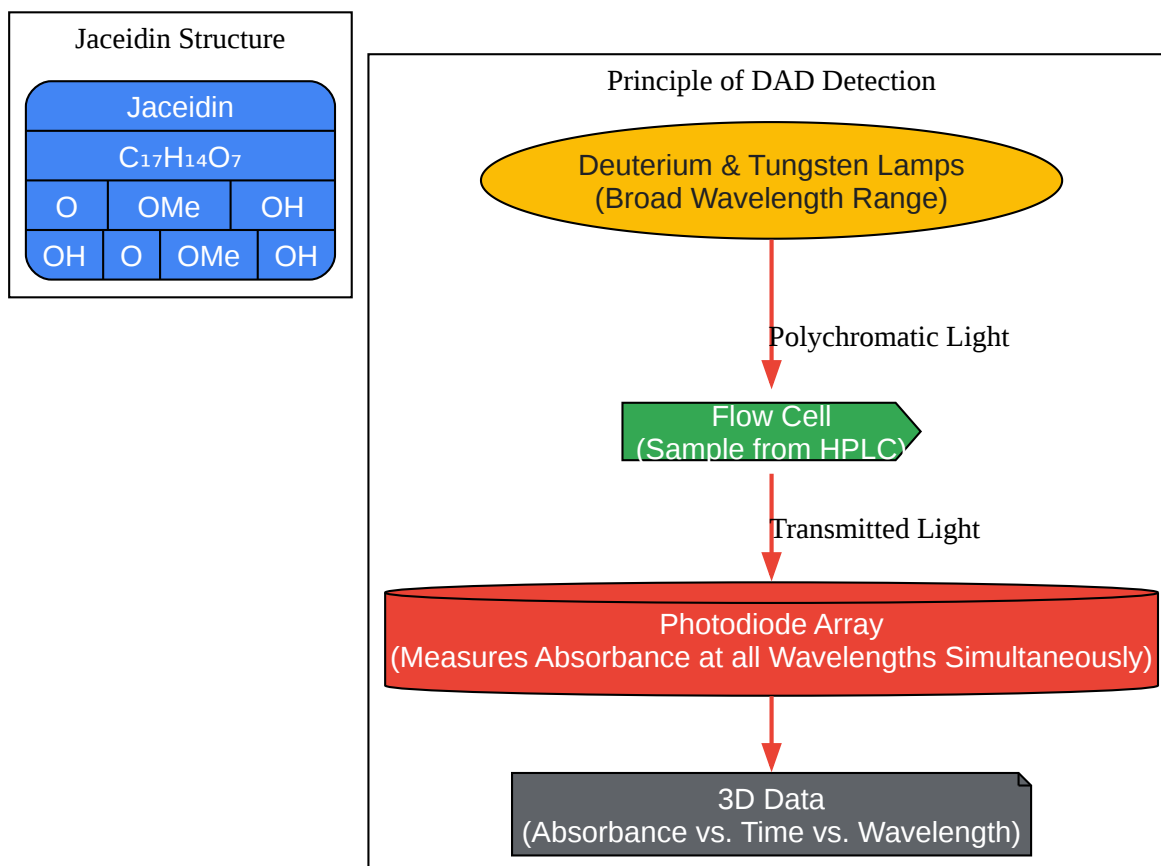 Jaceidin Structure
Jaceidin
C₁₇H₁₄O₇
O OMe OH
OH O OMe OH
Principle of DAD Detection
Deuterium & Tungsten Lamps
(Broad Wavelength Range)
Polychromatic Light
Flow Cell
(Sample from HPLC)
Transmitted Light
Photodiode Array
(Measures Absorbance at all Wavelengths Simultaneously)
3D Data
(Absorbance vs. Time vs. Wavelength)